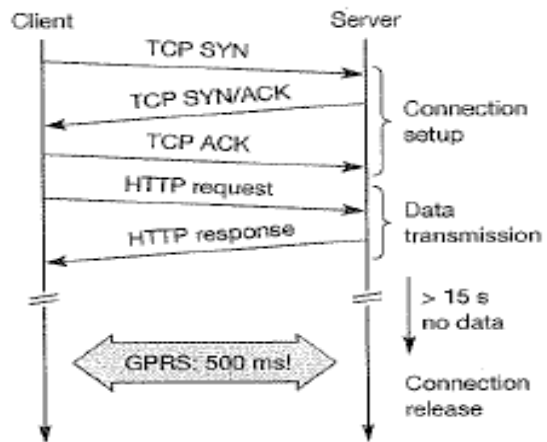 Client
Server
TCP SYN
TCP SYN/ACK
Connection
setup
TCP ACK
HTTP request
Data
transmission
HTTP response
> 15 s
no data
GPRS: 500 ms!
Connection
release